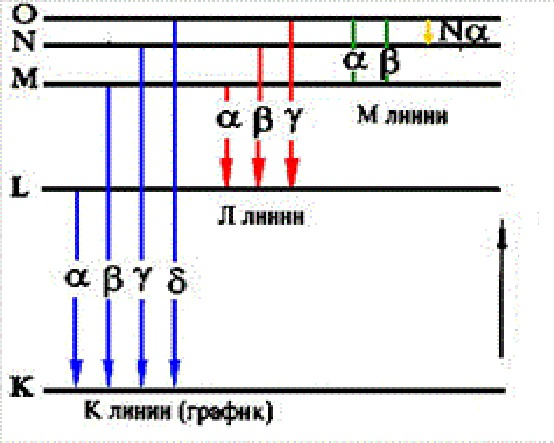 O
N Nα
M α β
α β γ М линии
L
Л линии
α β γ δ
K
К линии (график)